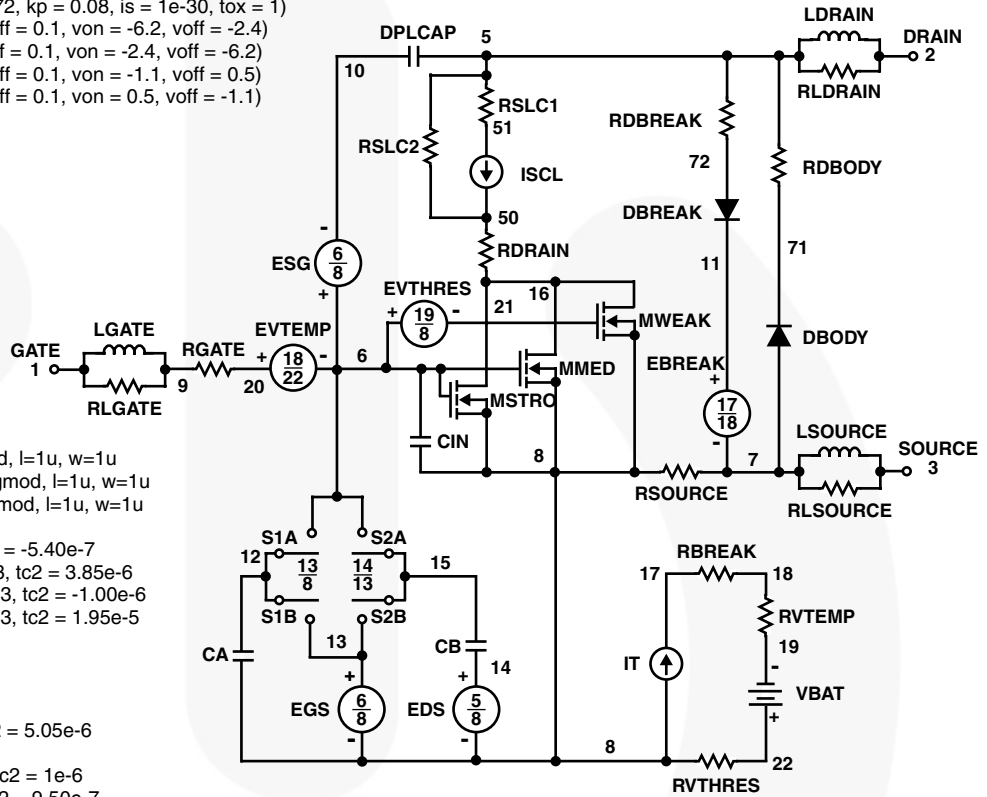 72, kp = 0.08, is = 1e-30, tox = 1)
ff = 0.1, von = -6.2, voff = -2.4)
f = 0.1, von = -2.4, voff = -6.2)
ff = 0.1, von = -1.1, voff = 0.5)
ff = 0.1, von = 0.5, voff = -1.1)
LDRAIN
DPLCAP
5
DRAIN
2
10
RLDRAIN
RSLC1
51
RDBREAK
RSLC2
72
RDBODY
ISCL
DBREAK
50
RDRAIN
71
11
ESG
6
8
EVTHRES
19
8
21
16
MWEAK
LGATE
EVTEMP
GATE
1
RGATE
18
22
6
MMED
EBREAK
DBODY
9
20
RLGATE
MSTRO
17
18
CIN
LSOURCE
8
7
SOURCE
3
RSOURCE
RLSOURCE
d, l=1u, w=1u
gmod, l=1u, w=1u
mod, l=1u, w=1u
= -5.40e-7
3, tc2 = 3.85e-6
3, tc2 = -1.00e-6
3, tc2 = 1.95e-5
= 5.05e-6
c2 = 1e-6
S1A
S2A
12
13
8
14
13
15
S1B
S2B
13
CA
CB
14
EGS
6
8
EDS
5
8
RBREAK
17
18
RVTEMP
19
IT
VBAT
8
22
RVTHRES